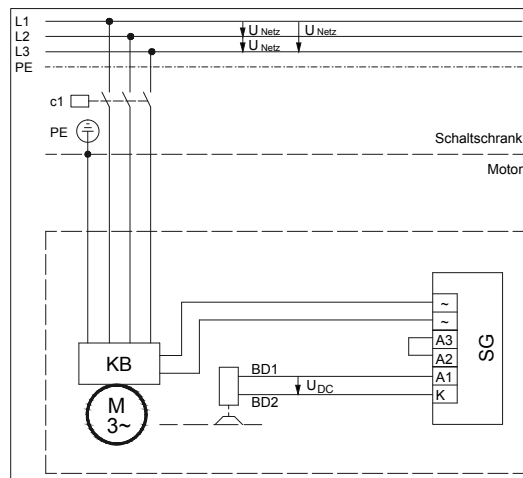 L1
L2
L3
PE
U Netz
U Netz
U Netz
c1
PE
Schaltschrank
Motor
KB
M
3~
BD1
BD2
U DC
~
~
A3
A2
A1
K
SG